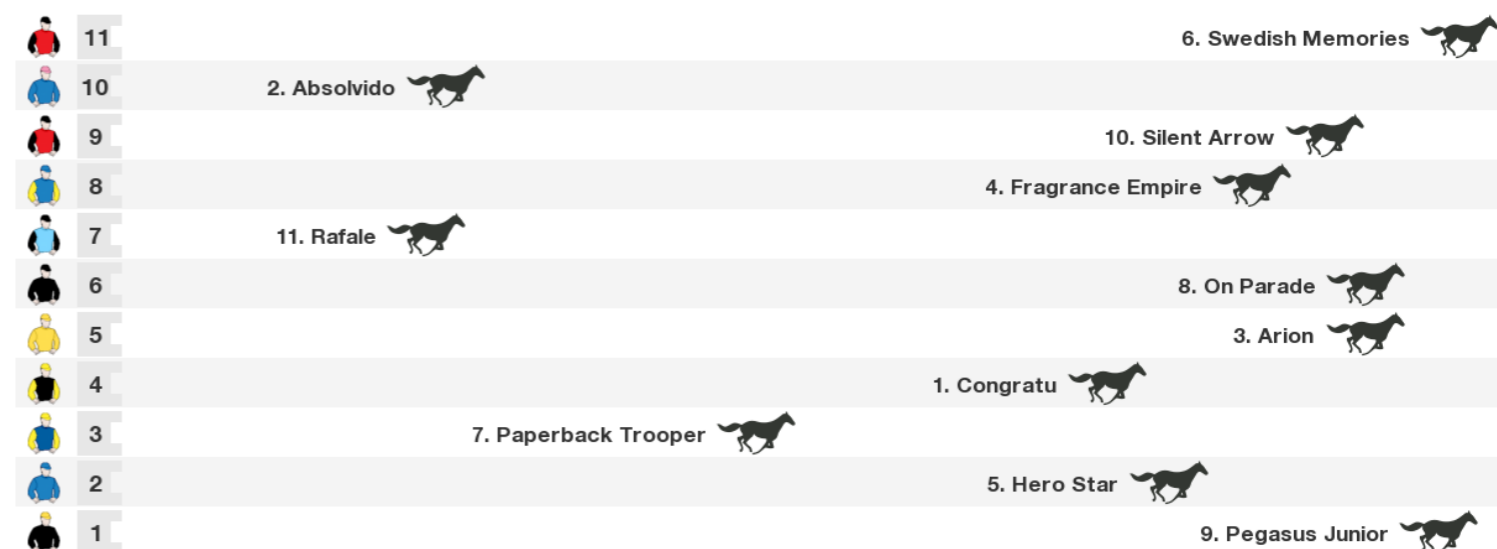 11 6. Swedish Memories
10 2. Absolvido
9 10. Silent Arrow
8 4. Fragrance Empire
7 11. Rafale
6 8. On Parade
5 3. Arion
4 1. Congratu
3 7. Paperback Trooper
2 5. Hero Star
1 9. Pegasus Junior